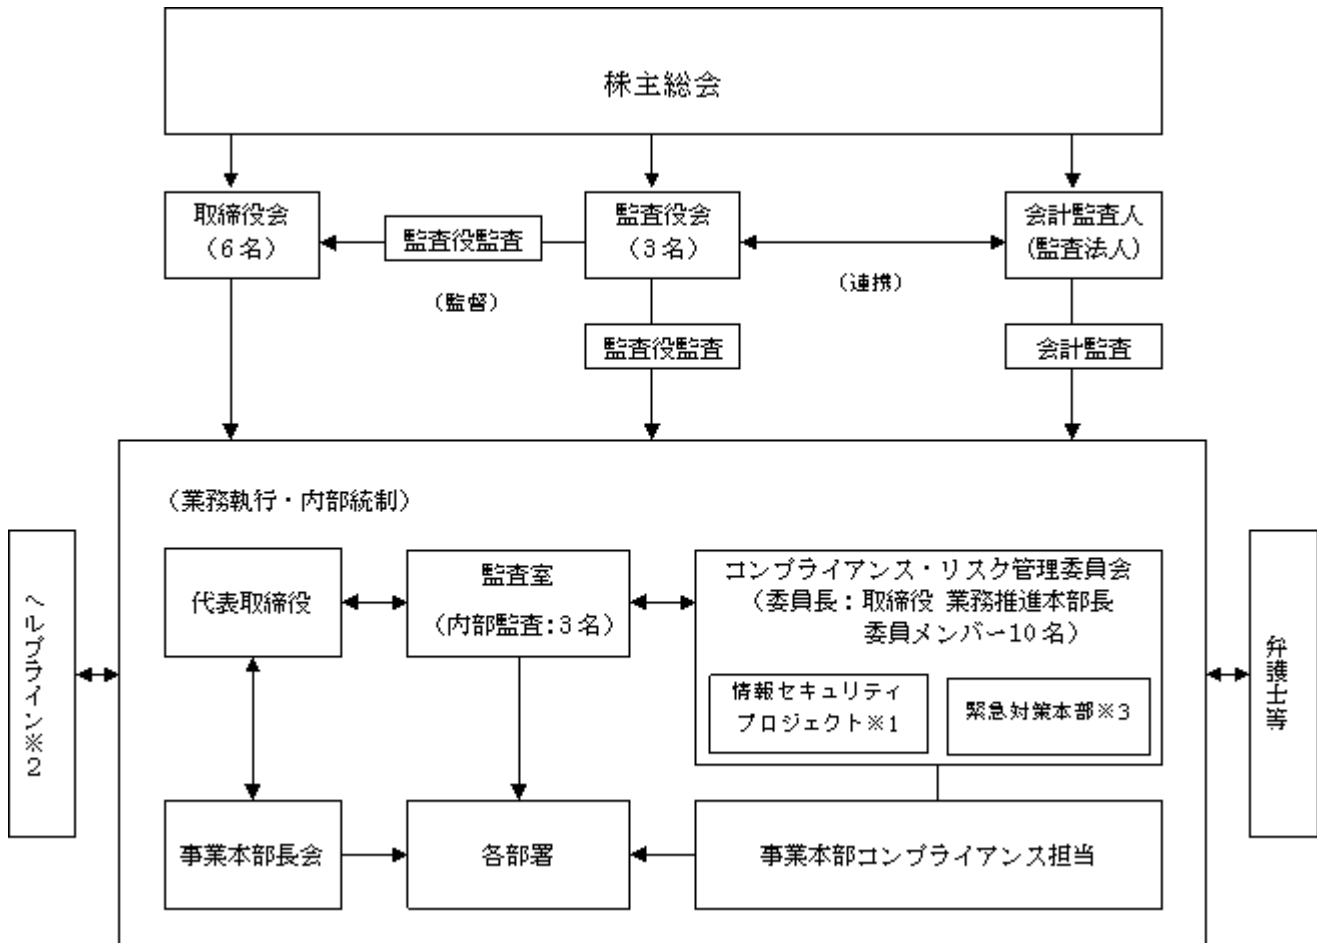 株主総会
取締役会
（6名）
監査役監査
監査役会
（3名）
会計監査人
(監査法人)
（監督）
（連携）
監査役監査
会計監査
（業務執行・内部統制）
ヘルプライン※2
代表取締役
監査室
（内部監査:3名）
コンプライアンス・リスク管理委員会
（委員長：取締役 業務推進本部長
委員メンバー10名）
情報セキュリティ
プロジェクト※1
緊急対策本部※3
弁護士等
事業本部長会
各部署
事業本部コンプライアンス担当